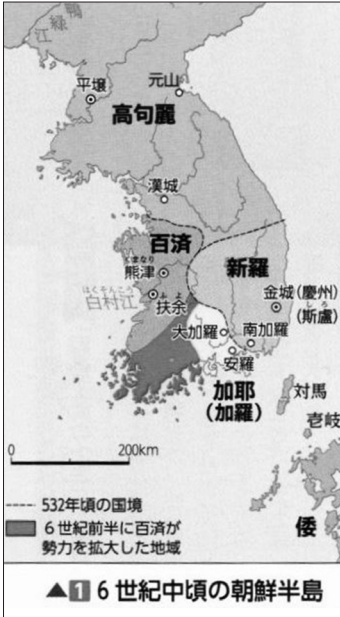 鴨
緑
江
平壌
元山
高句麗
漢城
百済
くまなり
熊津
新羅
はくそんこう
白村江
ふよ
扶余
金城(慶州)
しろ
(斯盧)
大加羅
南加羅
安羅
加耶
(加羅)
対馬
壱岐
0 200km
倭
532年頃の国境
6世紀前半に百済が
勢力を拡大した地域
▲1 6世紀中頃の朝鮮半島